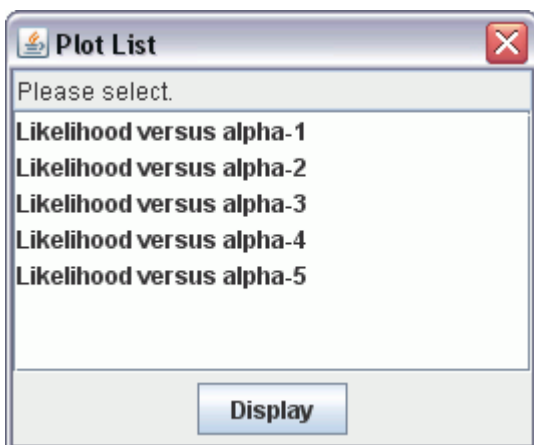 Plot List
Please select.
Likelihood versus alpha-1
Likelihood versus alpha-2
Likelihood versus alpha-3
Likelihood versus alpha-4
Likelihood versus alpha-5
Display